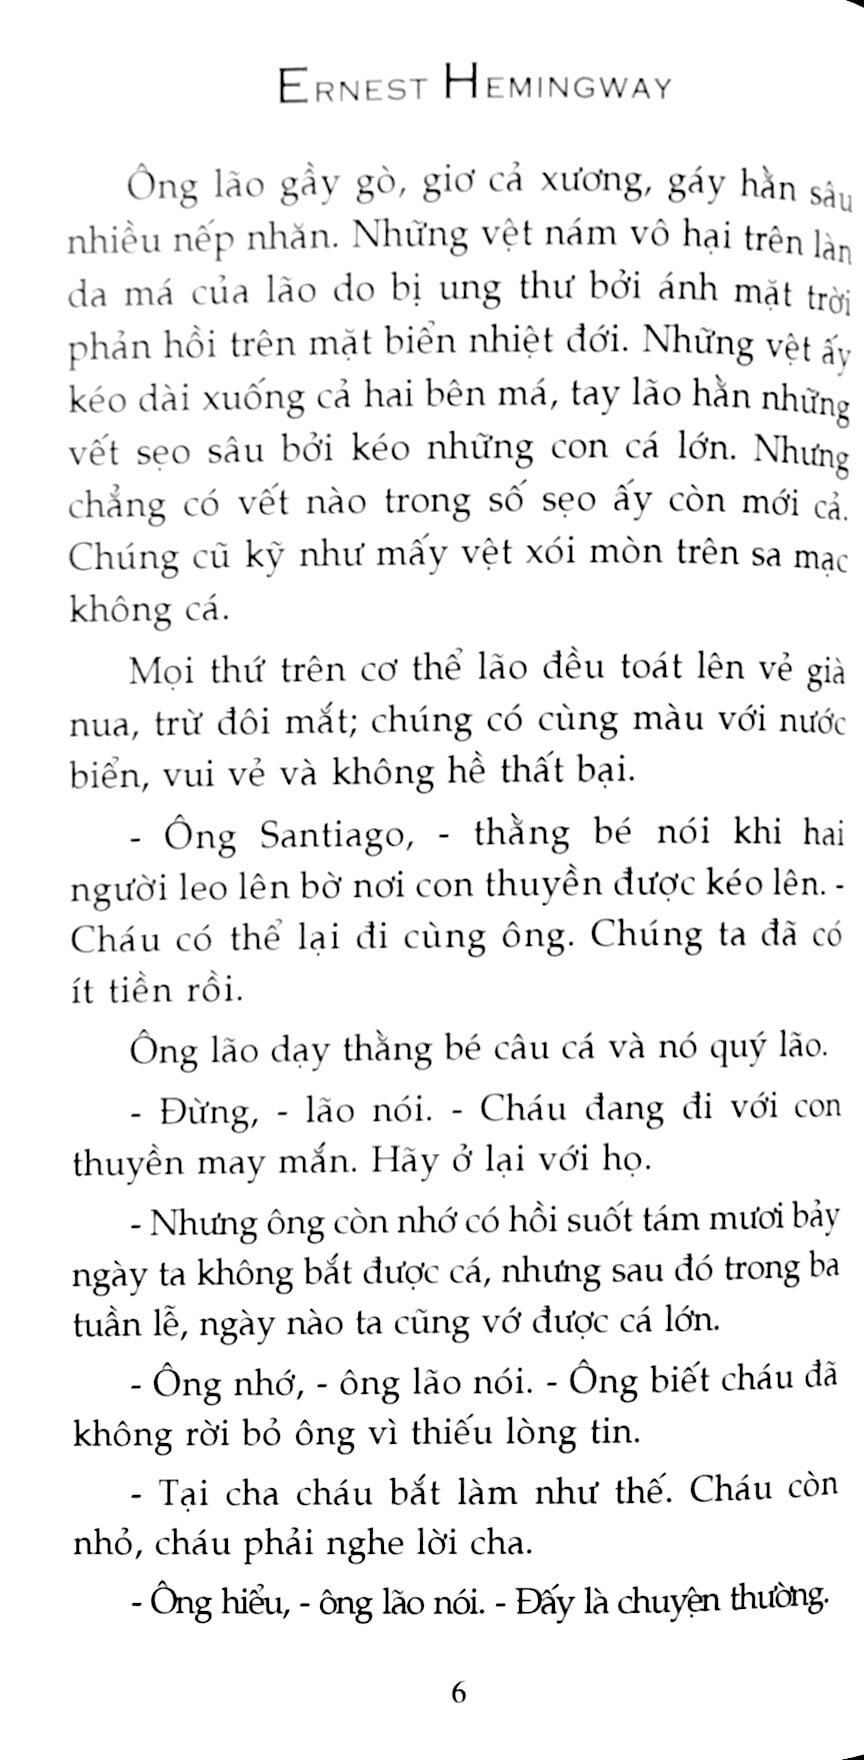 ERNEST HEMINGWAY
Ông lão gầy gò, giơ cả xương, gáy hằn sâu
nhiều nếp nhăn. Những vệt nám vô hại trên làn
da má của lão do bị ung thư bởi ánh mặt trời
phản hồi trên mặt biển nhiệt đới. Những vệt ấy
kéo dài xuống cả hai bên má, tay lão hằn những
vết sẹo sâu bởi kéo những con cá lớn. Nhưng
chẳng có vết nào trong số sẹo ấy còn mới cả.
Chúng cũ kỹ như mấy vệt xói mòn trên sa mạc
không cá.
Mọi thứ trên cơ thể lão đều toát lên vẻ già
nua, trừ đôi mắt; chúng có cùng màu với nước
biển, vui vẻ và không hề thất bại.
- Ông Santiago, - thằng bé nói khi hai
người leo lên bờ nơi con thuyền được kéo lên. -
Cháu có thể lại đi cùng ông. Chúng ta đã có
ít tiền rồi.
Ông lão dạy thằng bé câu cá và nó quý lão.
- Đừng, - lão nói. - Cháu đang đi với con
thuyền may mắn. Hãy ở lại với họ.
- Nhưng ông còn nhớ có hồi suốt tám mươi bảy
ngày ta không bắt được cá, nhưng sau đó trong ba
tuần lễ, ngày nào ta cũng vớ được cá lớn.
- Ông nhớ, - ông lão nói. - Ông biết cháu đã
không rời bỏ ông vì thiếu lòng tin.
- Tại cha cháu bắt làm như thế. Cháu còn
nhỏ, cháu phải nghe lời cha.
- Ông hiểu, - ông lão nói. - Đấy là chuyện thường.
6